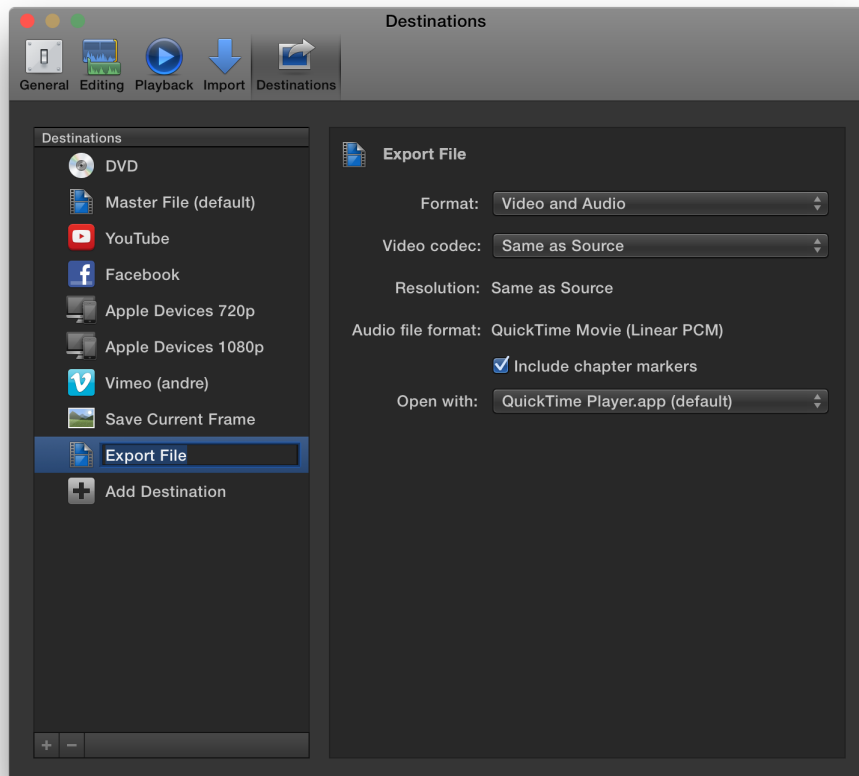 Destinations
General Editing Playback Import Destinations
Destinations
DVD
Master File (default)
YouTube
Facebook
Apple Devices 720p
Apple Devices 1080p
Vimeo (andre)
Save Current Frame
Export File
Add Destination
Export File
Format: Video and Audio
Video codec: Same as Source
Resolution: Same as Source
Audio file format: QuickTime Movie (Linear PCM)
Include chapter markers
Open with: QuickTime Player.app (default)